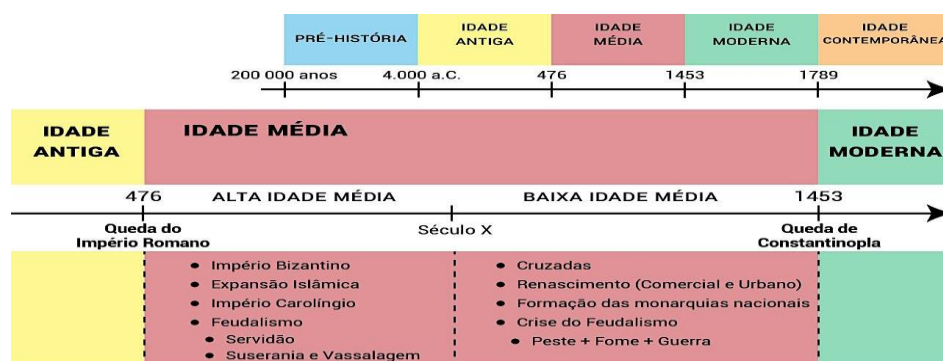 PRÉ-HISTÓRIA
IDADE
ANTIGA
IDADE
MÉDIA
IDADE
MODERNA
IDADE
CONTEMPORÂNEA
200 000 anos
4.000 a.C.
476
1453
1789
IDADE
ANTIGA
IDADE MÉDIA
IDADE
MODERNA
476
ALTA IDADE MÉDIA
BAIXA IDADE MÉDIA
1453
Queda do
Império Romano
Século X
Queda de
Constantinopla
• Império Bizantino
• Expansão Islâmica
• Império Carolíngio
• Feudalismo
• Servidão
• Suserania e Vassalagem
• Cruzadas
• Renascimento (Comercial e Urbano)
• Formação das monarquias nacionais
• Crise do Feudalismo
• Peste + Fome + Guerra